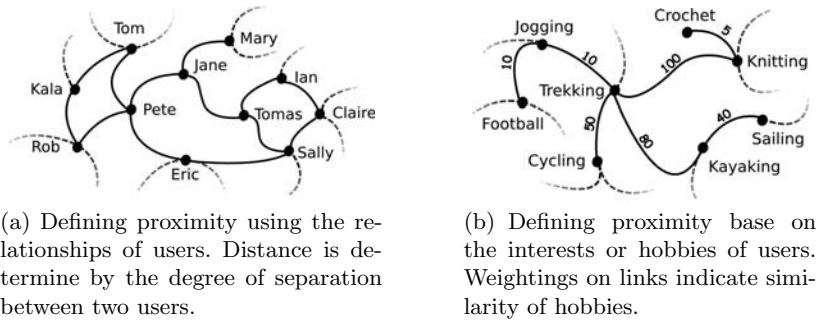 Tom
Mary
Jane
Ian
Kala
Pete
Tomas
Claire
Rob
Eric
Sally
(a) Defining proximity using the re-
lationships of users. Distance is de-
termine by the degree of separation
between two users.
Crochet
5
Jogging
10
10
100
Knitting
Trekking
Football
50
80
40
Sailing
Cycling
Kayaking
(b) Defining proximity base on
the interests or hobbies of users.
Weightings on links indicate simi-
larity of hobbies.